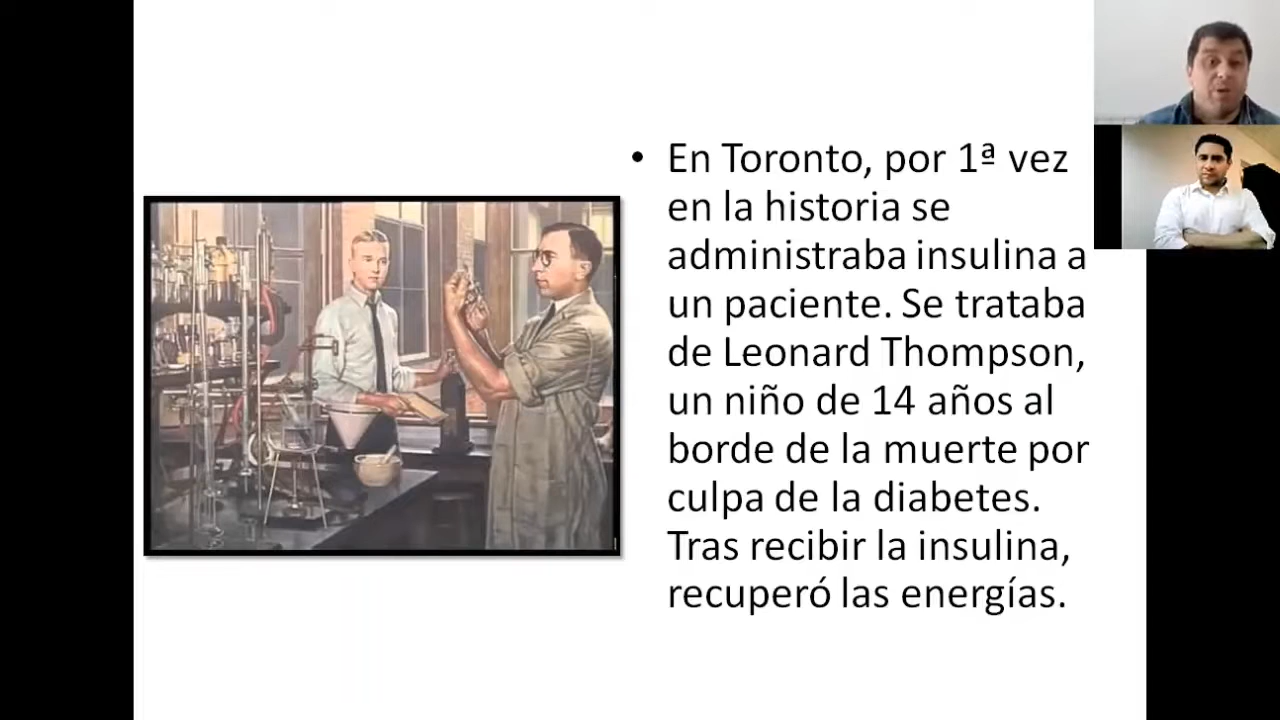 • En Toronto, por 1ª vez
en la historia se
administraba insulina a
un paciente. Se trataba
de Leonard Thompson,
un niño de 14 años al
borde de la muerte por
culpa de la diabetes.
Tras recibir la insulina,
recuperó las energías.